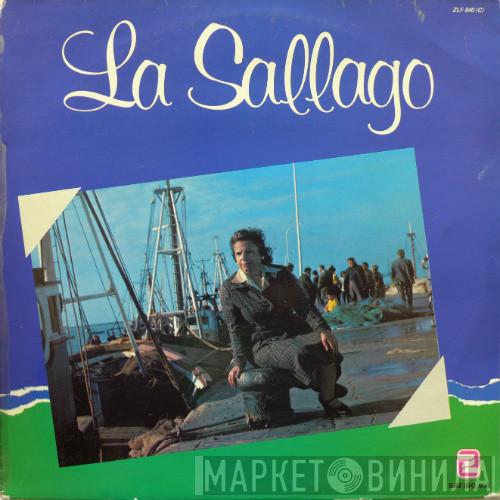 ZLF-840 (C)
La Sallago
МАРКЕТ ВИНИЛА